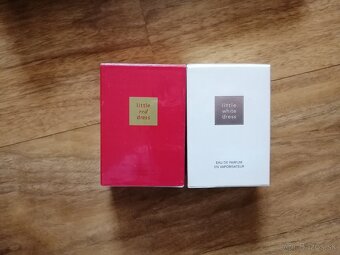 little
red
dress
little
white
dress
EAU DE PARFUM
EN VAPORISATEUR